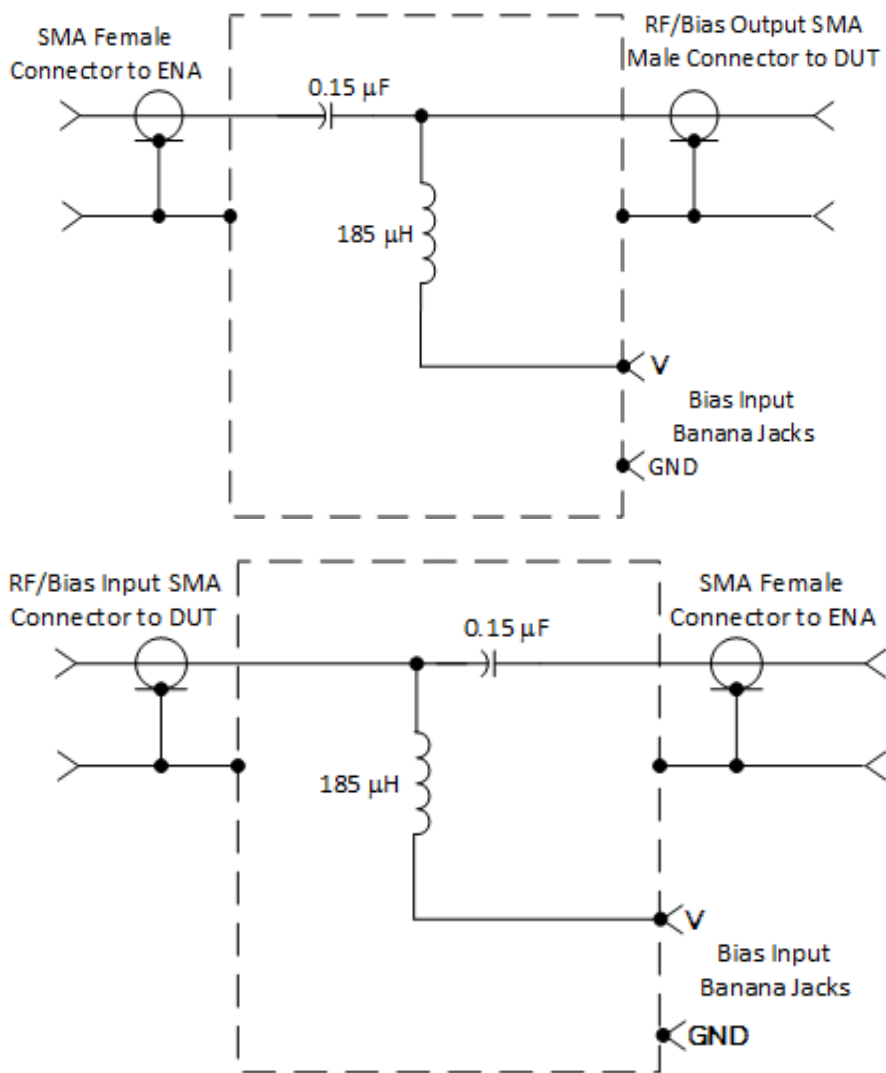 SMA Female
Connector to ENA
RF/Bias Output SMA
Male Connector to DUT
0.15 µF
185 µH
V
Bias Input
Banana Jacks
GND
RF/Bias Input SMA
Connector to DUT
SMA Female
Connector to ENA
0.15 µF
185 µH
V
Bias Input
Banana Jacks
GND